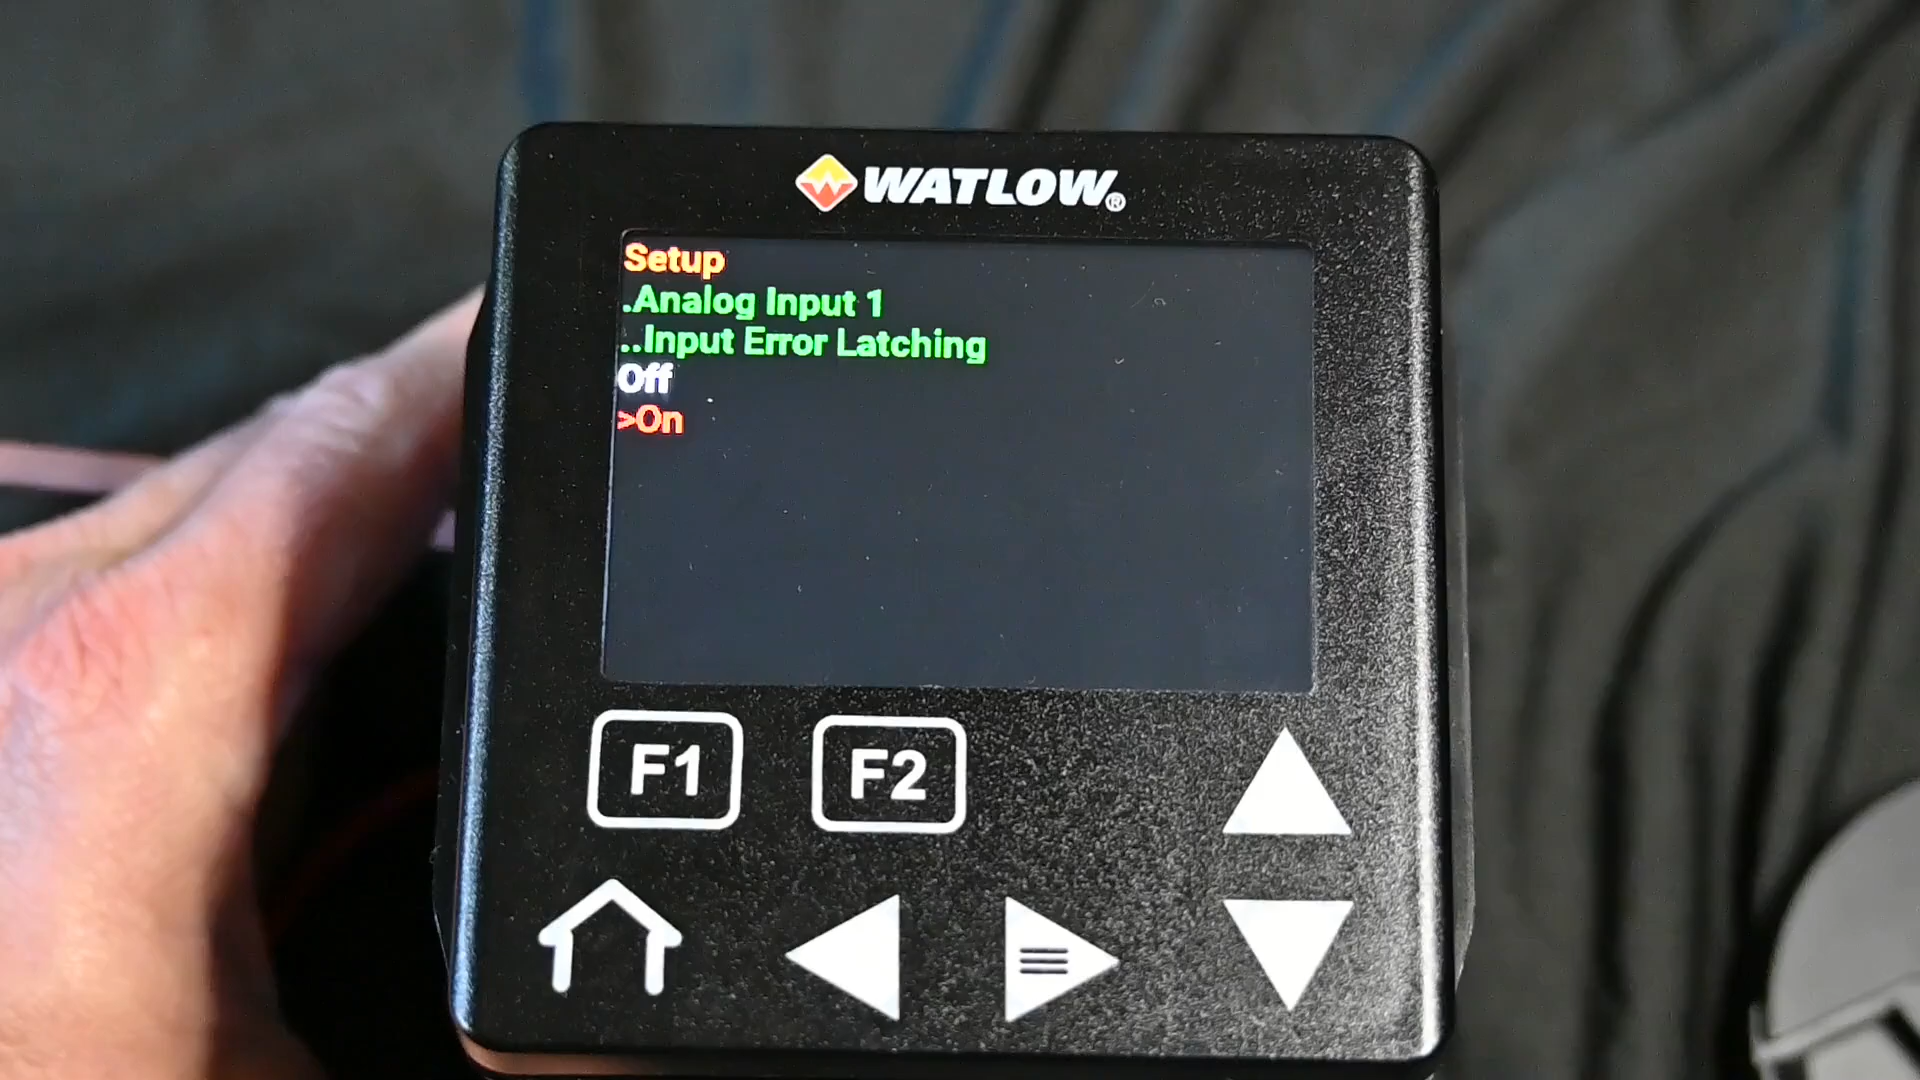 WATLOW®
Setup
.Analog Input 1
..Input Error Latching
Off
>On
F1 F2